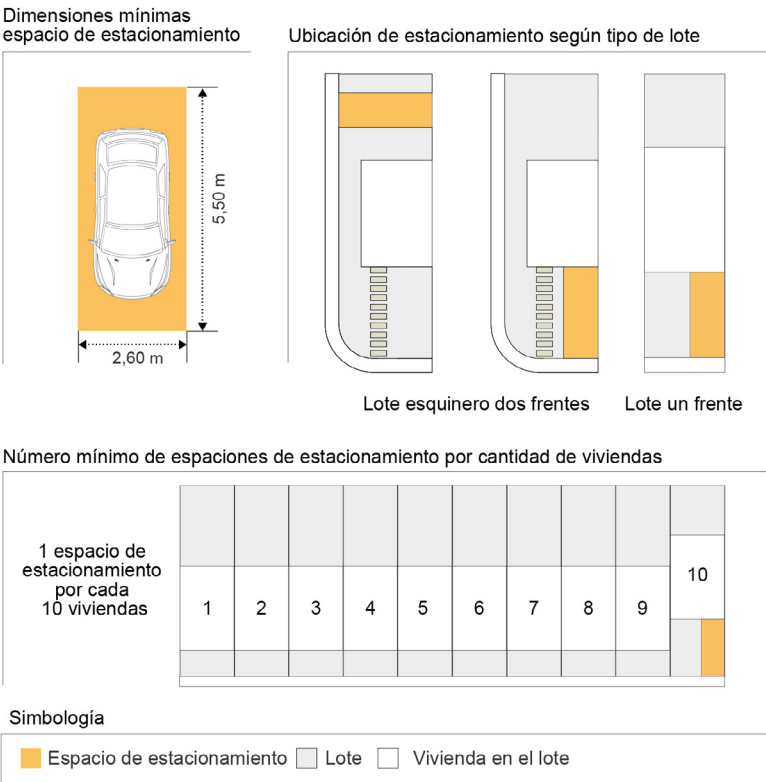 Dimensiones mínimas
espacio de estacionamiento
Ubicación de estacionamiento según tipo de lote
5,50 m
2,60 m
Lote esquinero dos frentes
Lote un frente
Número mínimo de espaciones de estacionamiento por cantidad de viviendas
1 espacio de
estacionamiento
por cada
10 viviendas
1 2 3 4 5 6 7 8 9 10
Simbología
Espacio de estacionamiento Lote Vivienda en el lote